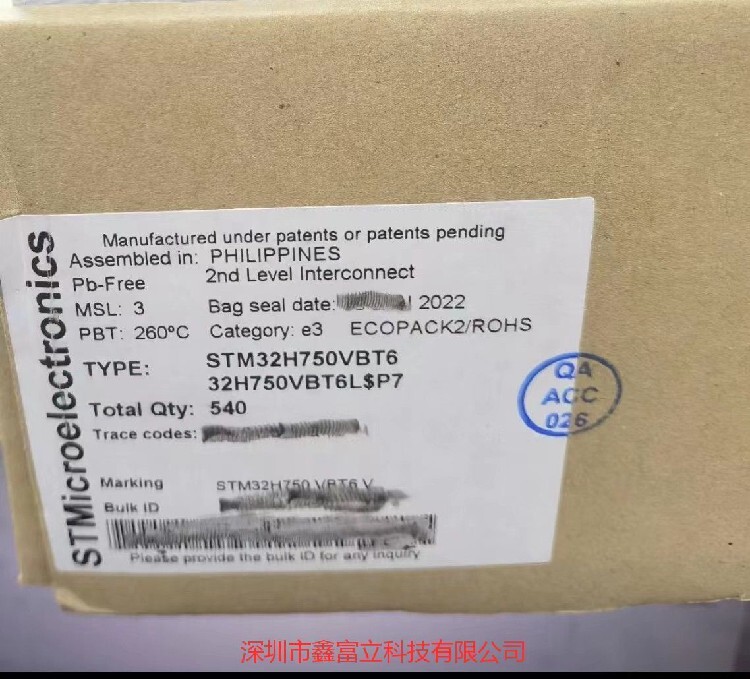 STMicroelectronics
Manufactured under patents or patents pending
Assembled in: PHILIPPINES
Pb-Free 2nd Level Interconnect
MSL: 3 Bag seal date: 2022
PBT: 260ºC Category: e3 ECOPACK2/ROHS
TYPE: STM32H750VBT6
32H750VBT6L$P7
Total Qty: 540
Trace codes:
Marking STM32H750 VBT6 V
Bulk ID
Please provide the bulk ID for any inquiry
QA
ACC
026
深圳市鑫富立科技有限公司